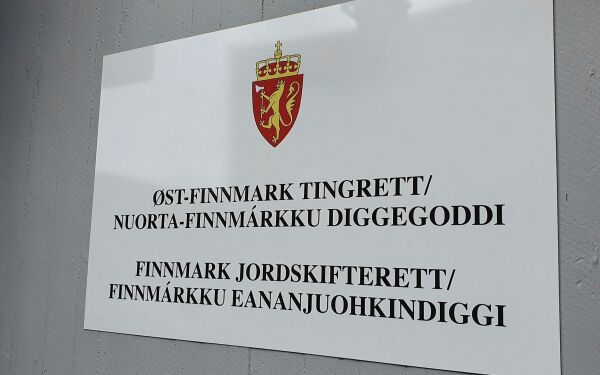 ØST-FINNMARK TINGRETT/
NUORTA-FINNMÁRKKU DIGGEGODDI
FINNMARK JORDSKIFTERETT/
FINNMÁRKKU EANANJUOHKINDIGGI